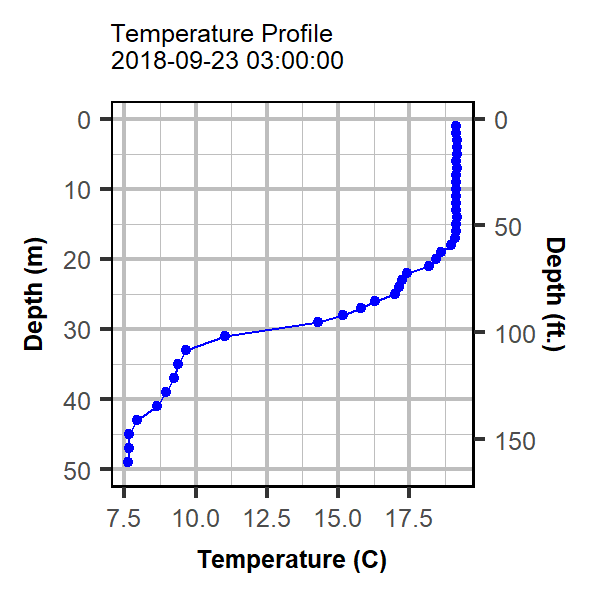 Temperature Profile
2018-09-23 03:00:00
0
10
20
30
40
50
Depth (m)
0
50
100
150
Depth (ft.)
7.5 10.0 12.5 15.0 17.5
Temperature (C)